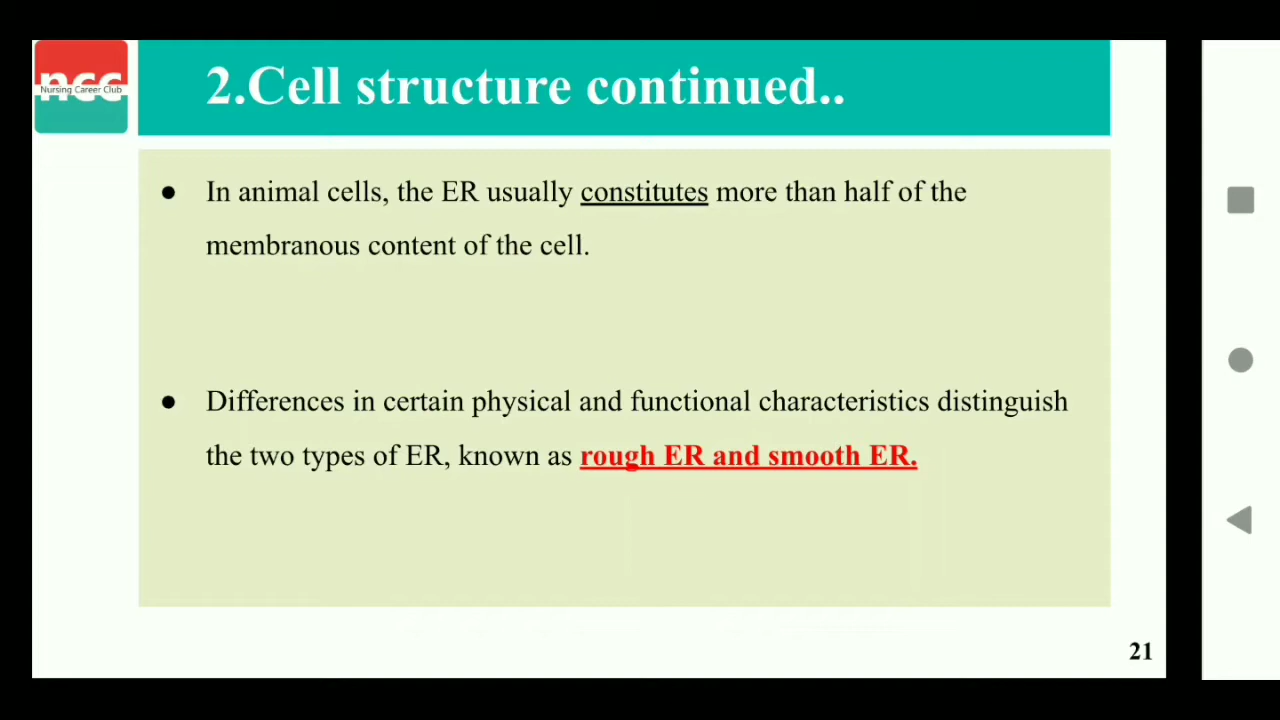 ncc
Nursing Career Club
2.Cell structure continued..
● In animal cells, the ER usually constitutes more than half of the
membranous content of the cell.
● Differences in certain physical and functional characteristics distinguish
the two types of ER, known as rough ER and smooth ER.
21